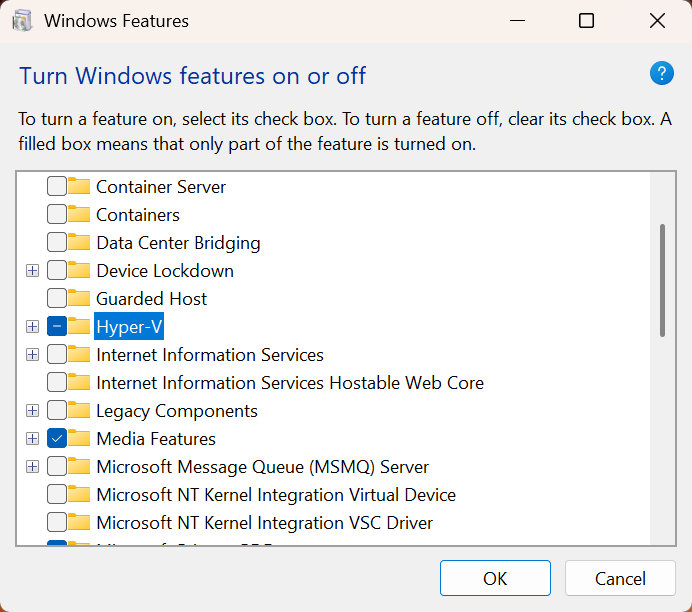 Windows Features
Turn Windows features on or off
To turn a feature on, select its check box. To turn a feature off, clear its check box. A
filled box means that only part of the feature is turned on.
Container Server
Containers
Data Center Bridging
Device Lockdown
Guarded Host
Hyper-V
Internet Information Services
Internet Information Services Hostable Web Core
Legacy Components
Media Features
Microsoft Message Queue (MSMQ) Server
Microsoft NT Kernel Integration Virtual Device
Microsoft NT Kernel Integration VSC Driver
OK
Cancel